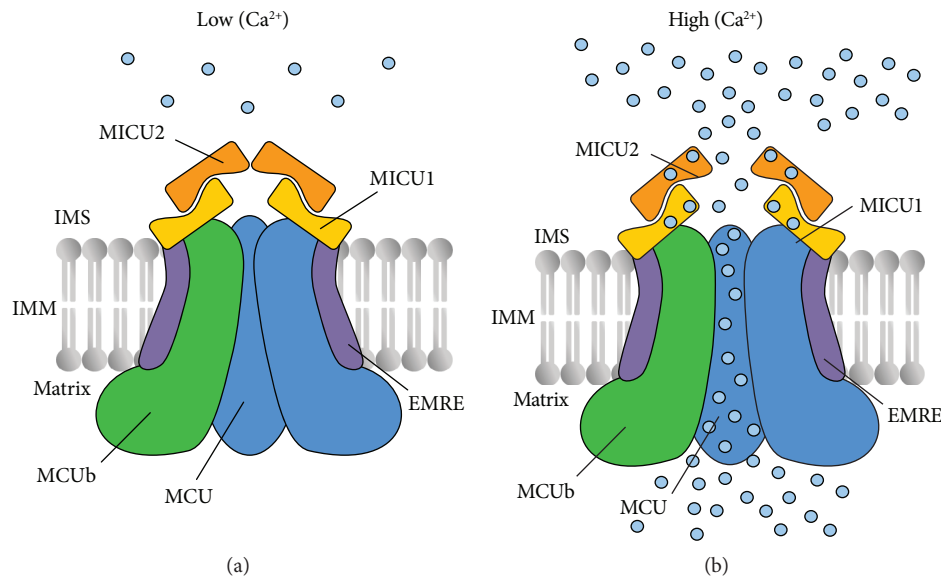 Low (Ca²⁺)
MICU2
MICU1
IMS
IMM
Matrix
EMRE
MCUb
MCU
(a)
High (Ca²⁺)
MICU2
MICU1
IMS
IMM
Matrix
EMRE
MCUb
MCU
(b)